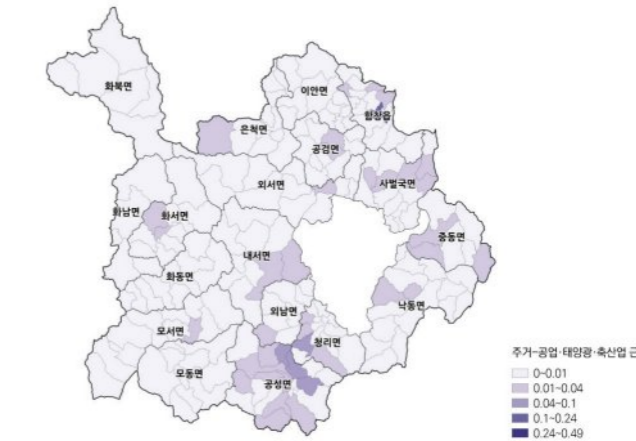 화북면
이안면
함창읍
은척면
공검면
외서면
사벌국면
화남면
화서면
중동면
내서면
화동면
낙동면
외남면
모서면
청리면
모동면
공성면
주거-공업·태양광·축산업 근
0-0.01
0.01-0.04
0.04-0.1
0.1-0.24
0.24-0.49